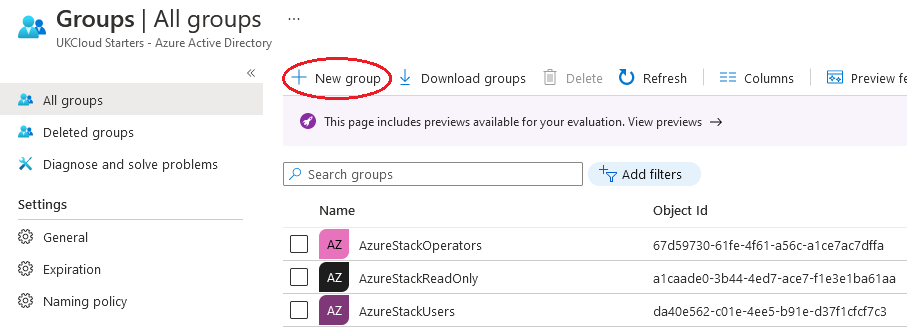 Groups | All groups ...
UKCloud Starters - Azure Active Directory
«
All groups
Deleted groups
Diagnose and solve problems
Settings
General
Expiration
Naming policy
New group Download groups Delete Refresh Columns Preview fe
This page includes previews available for your evaluation. View previews →
Search groups Add filters
Name Object Id
AZ AzureStackOperators 67d59730-61fe-4f61-a56c-a1ce7ac7dffa
AZ AzureStackReadOnly a1caade0-3b44-4ed7-ace7-f1e3e1ba61aa
AZ AzureStackUsers da40e562-c01e-4ee5-b91e-d37f1cfcf7c3